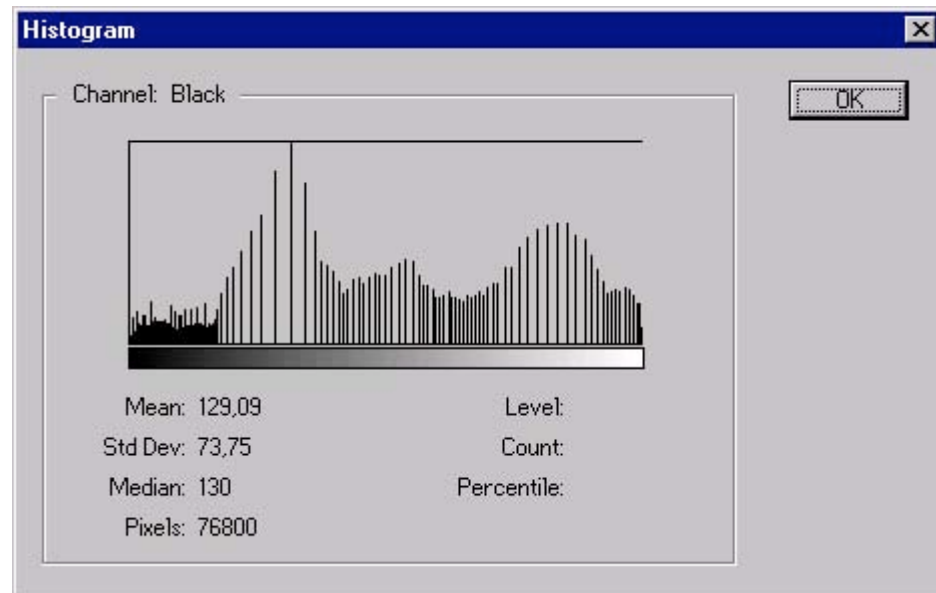 Histogram
Channel: Black
OK
Mean: 129,09
Level:
Std Dev: 73,75
Count:
Median: 130
Percentile:
Pixels: 76800